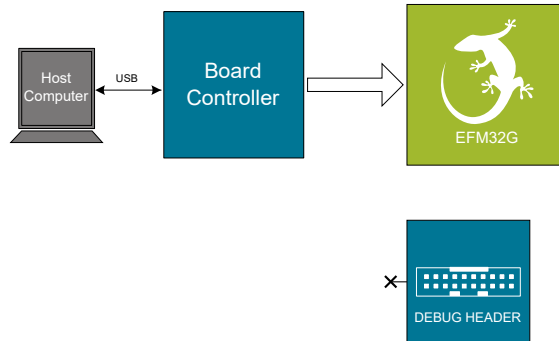 Host
Computer
USB
Board
Controller
EFM32G
DEBUG HEADER